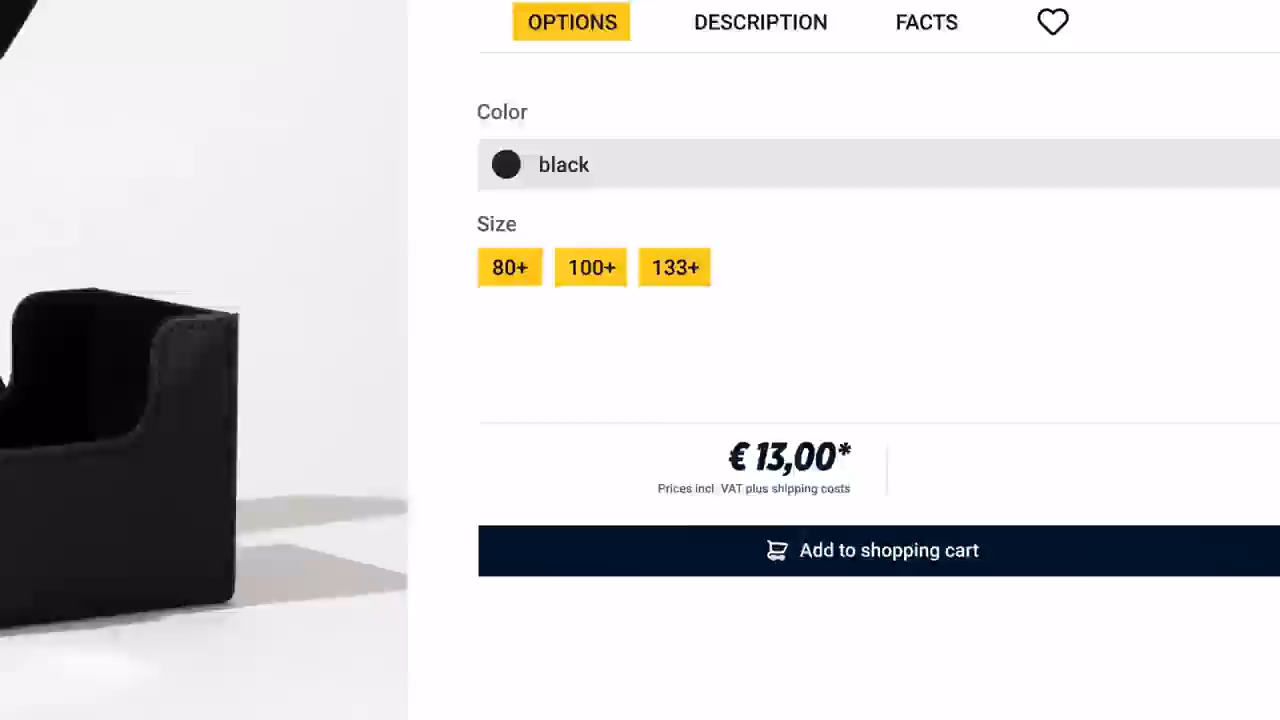 OPTIONS DESCRIPTION FACTS
Color
black
Size
80+ 100+ 133+
€ 13,00*
Prices incl. VAT plus shipping costs
Add to shopping cart